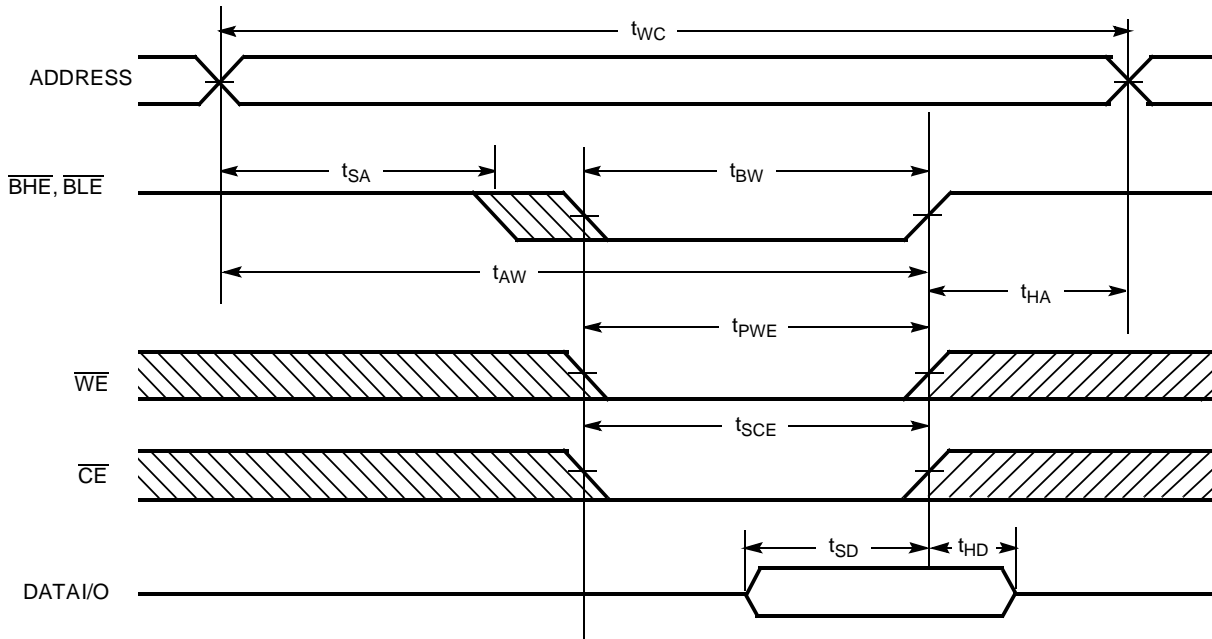 tWC
ADDRESS
tSA
tBW
BHE, BLE
tAW
tHA
tPWE
WE
tSCE
CE
tSD
tHD
DATAI/O